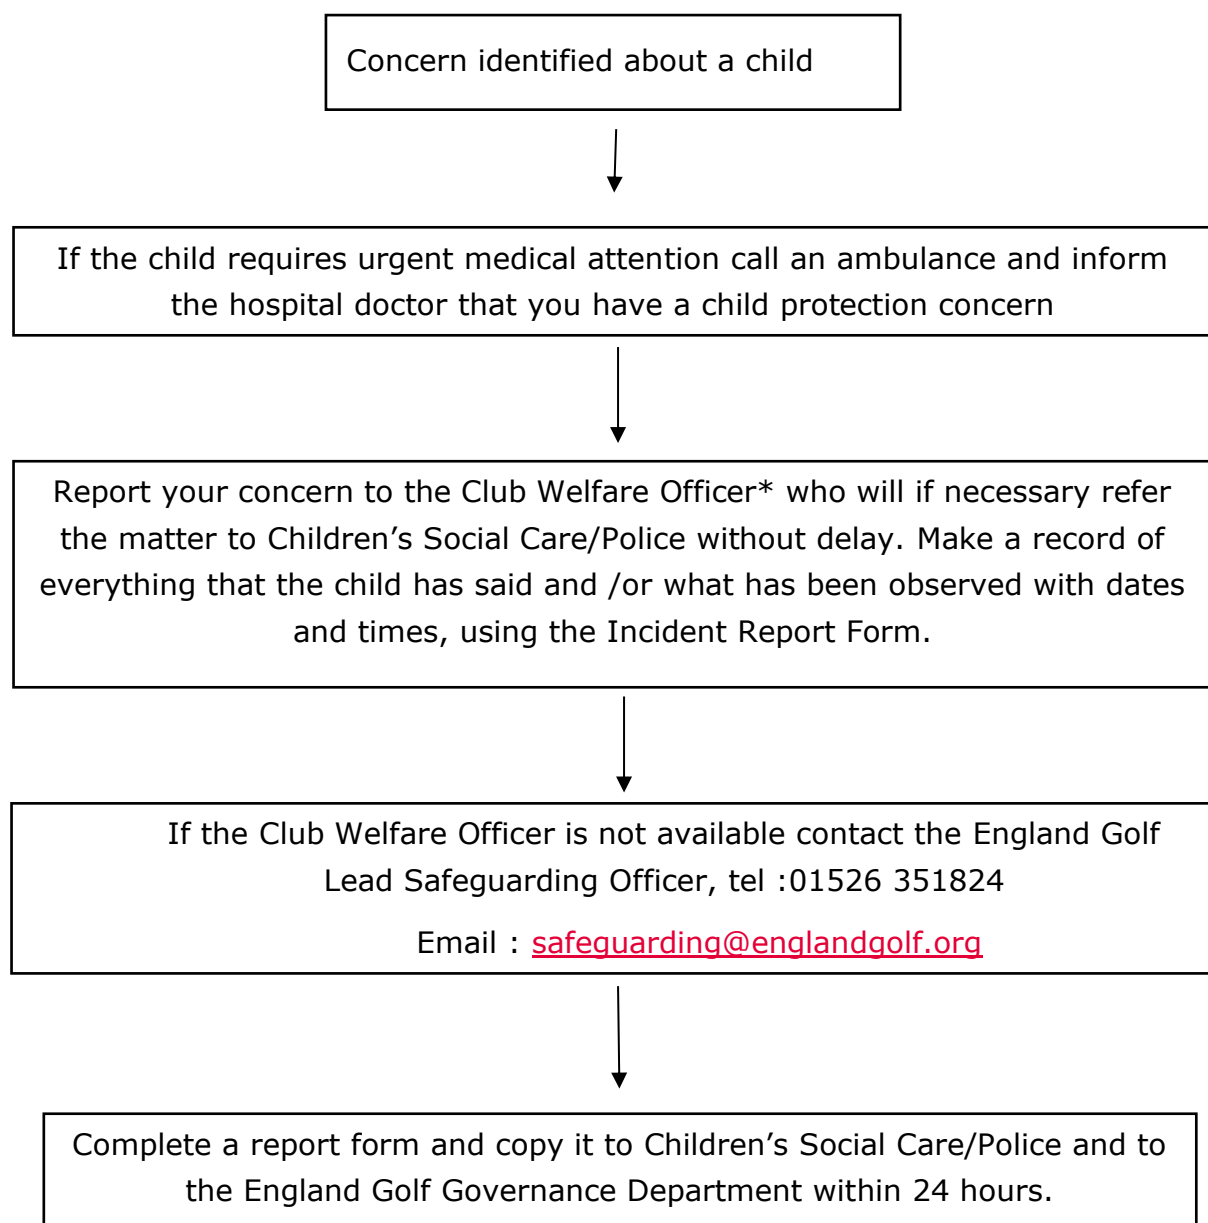 Concern identified about a child
If the child requires urgent medical attention call an ambulance and inform
the hospital doctor that you have a child protection concern
Report your concern to the Club Welfare Officer* who will if necessary refer
the matter to Children’s Social Care/Police without delay. Make a record of
everything that the child has said and /or what has been observed with dates
and times, using the Incident Report Form.
If the Club Welfare Officer is not available contact the England Golf
Lead Safeguarding Officer, tel :01526 351824
Email : safeguarding@englandgolf.org
Complete a report form and copy it to Children’s Social Care/Police and to
the England Golf Governance Department within 24 hours.